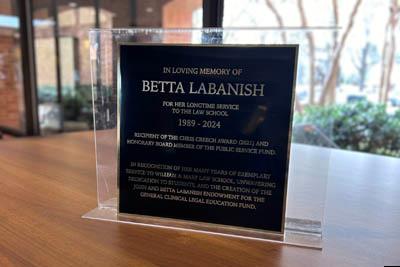 IN LOVING MEMORY OF
BETTA LABANISH
FOR HER LONGTIME SERVICE
TO THE LAW SCHOOL
1989 - 2024
RECIPIENT OF THE CHRIS CREECH AWARD (2021) AND
HONORARY BOARD MEMBER OF THE PUBLIC SERVICE FUND.
IN RECOGNITION OF HER MANY YEARS OF EXEMPLARY
SERVICE TO WILLIAM & MARY LAW SCHOOL, UNWAVERING
DEDICATION TO STUDENTS, AND THE CREATION OF THE
JOHN AND BETTA LABANISH ENDOWMENT FOR THE
GENERAL CLINICAL LEGAL EDUCATION FUND.